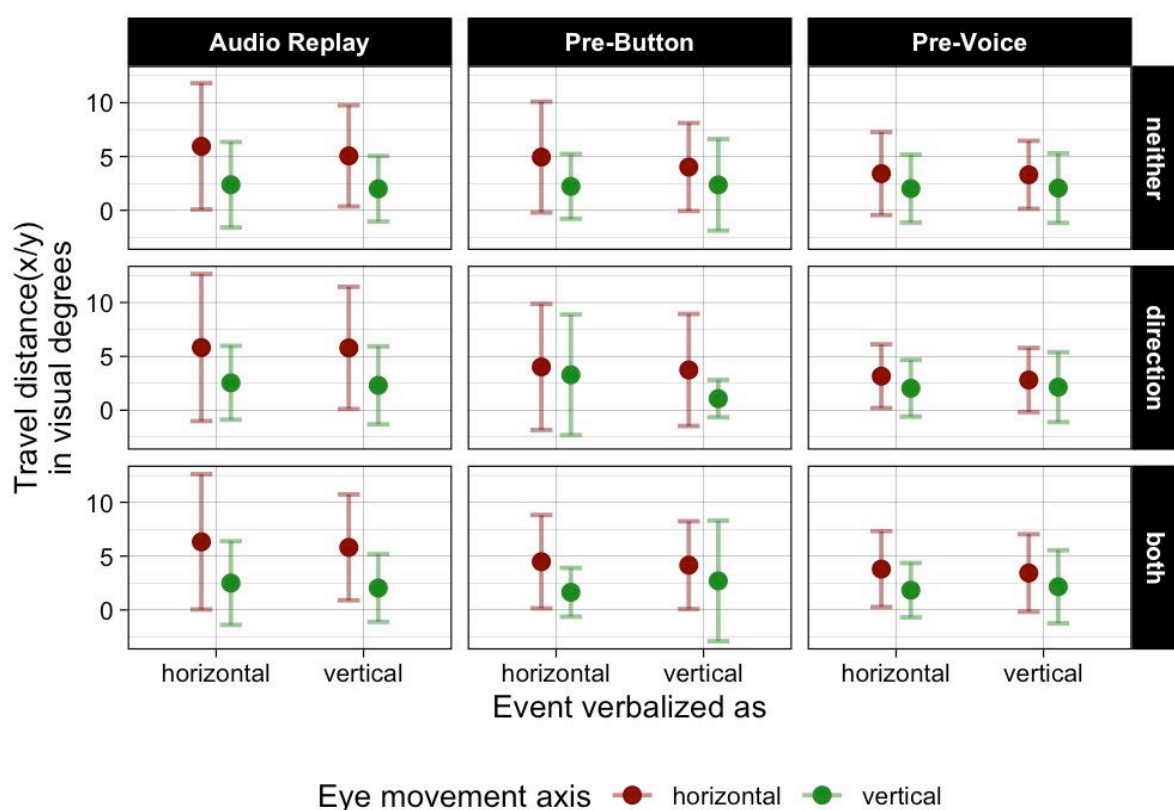 Audio Replay
Pre-Button
Pre-Voice
Travel distance(x/y)
in visual degrees
10
5
0
neither
10
5
0
direction
10
5
0
both
horizontal
vertical
horizontal
vertical
horizontal
vertical
Event verbalized as
Eye movement axis
horizontal
vertical